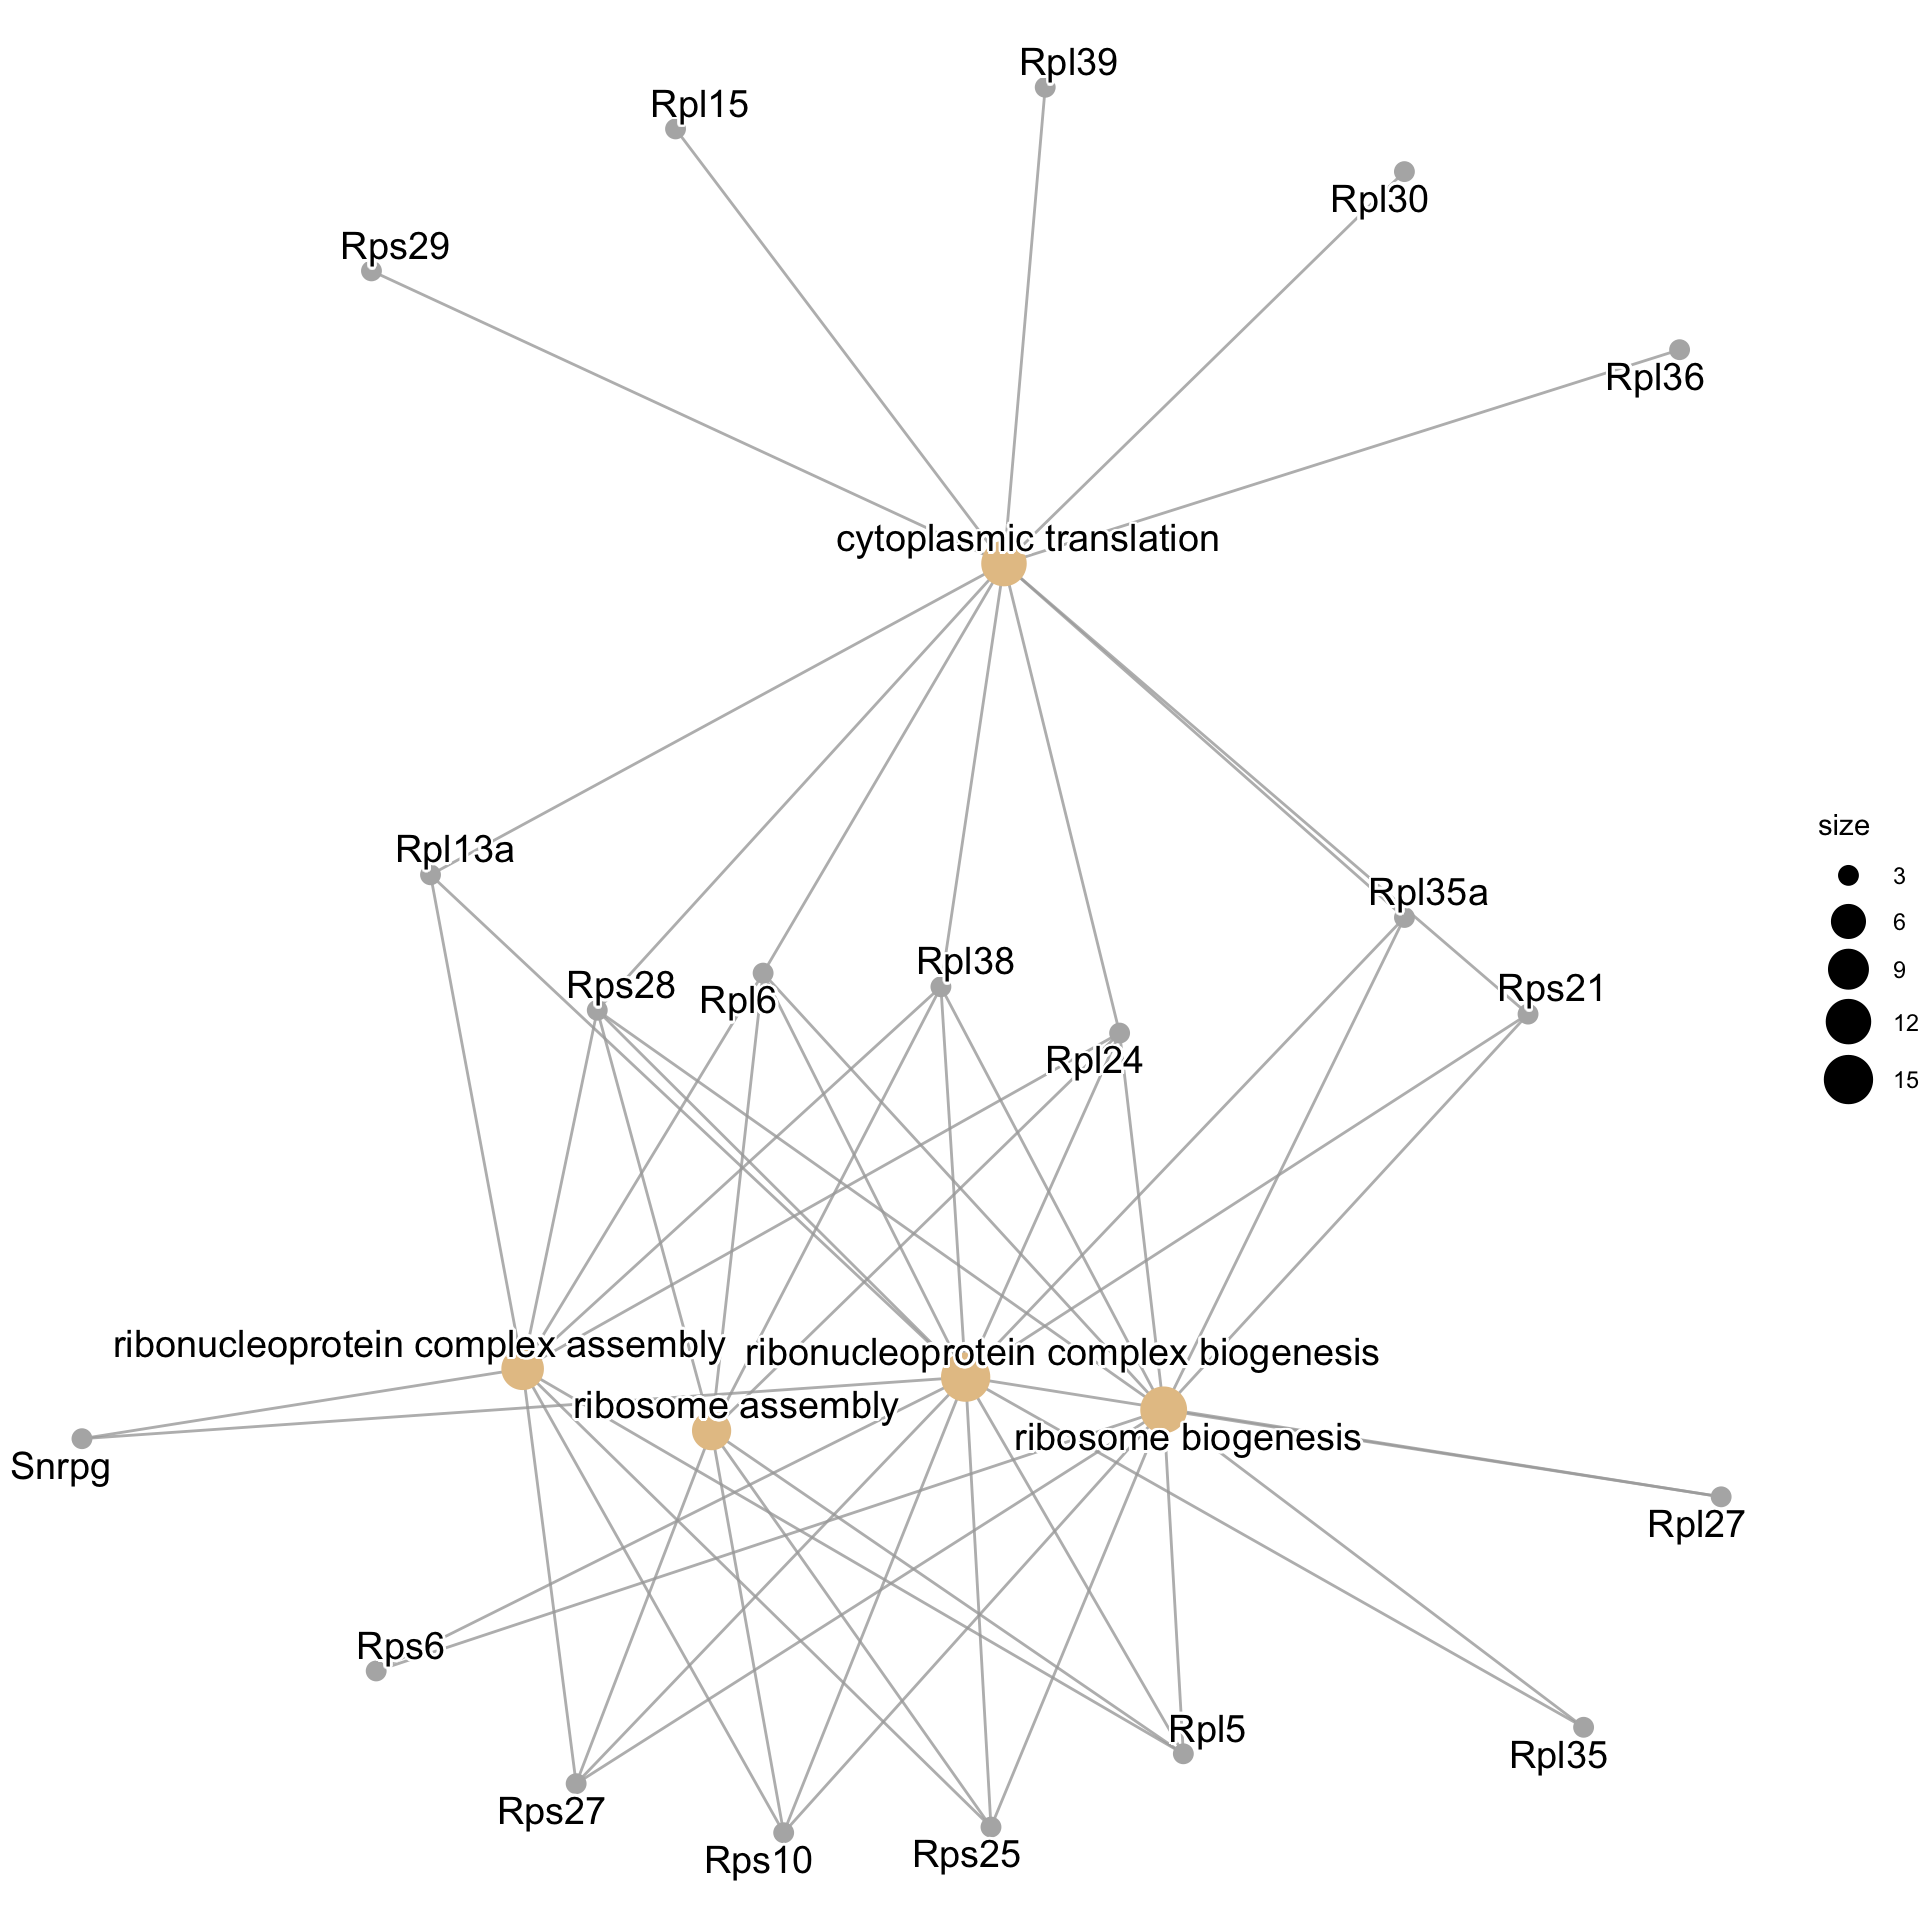 Rpl39
Rpl15
Rpl30
Rps29
Rpl36
cytoplasmic translation
size
Rpl13a
3
Rpl35a
6
Rpl38
9
Rps28
Rpl6
Rps21
12
Rpl24
15
ribonucleoprotein complex assembly
ribonucleoprotein complex biogenesis
ribosome assembly
ribosome biogenesis
Snrpg
Rpl27
Rps6
Rpl5
Rpl35
Rps27
Rps10
Rps25